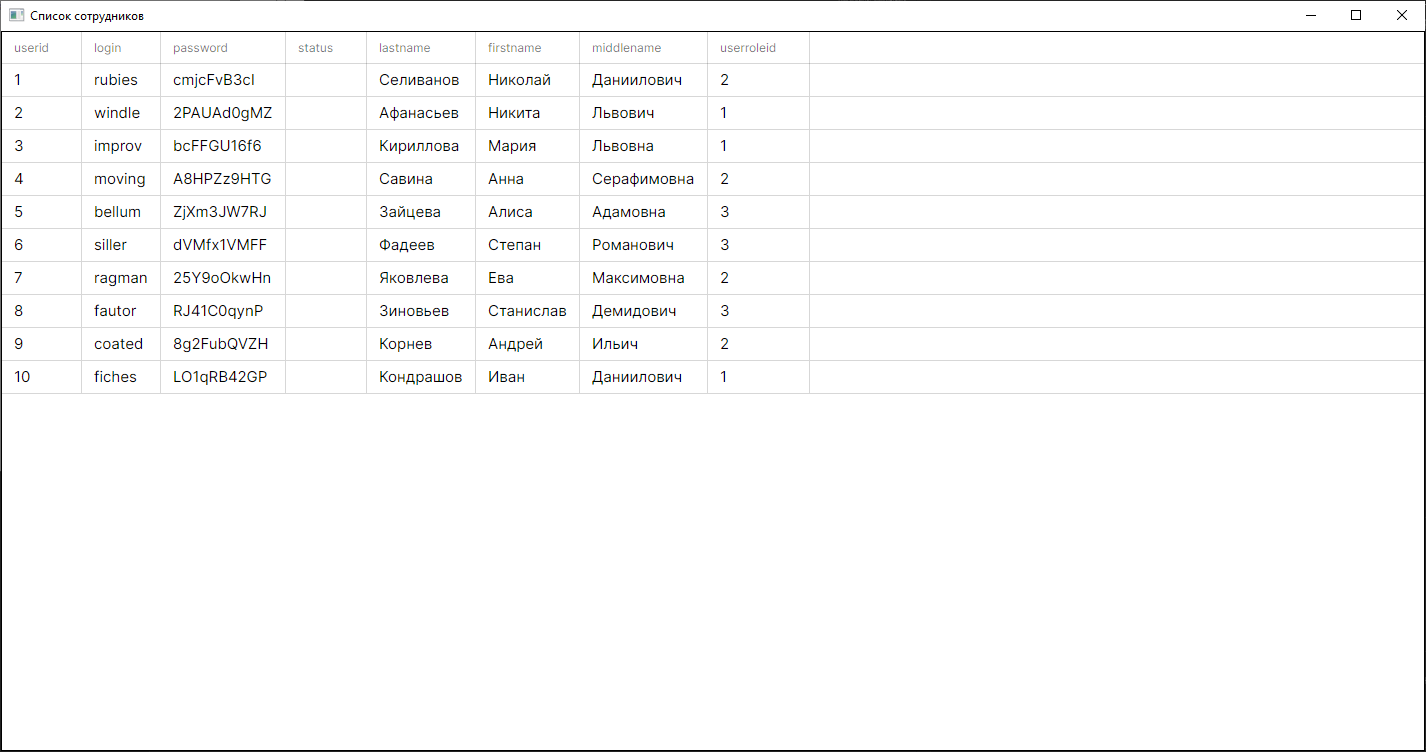 Список сотрудников
userid login password status lastname firstname middlename userroleid
1 rubies cmjcFvB3cl Селиванов Николай Даниилович 2
2 windle 2PAUAd0gMZ Афанасьев Никита Львович 1
3 improv bcFFGU16f6 Кириллова Мария Львовна 1
4 moving A8HPZz9HTG Савина Анна Серафимовна 2
5 bellum ZjXm3JW7RJ Зайцева Алиса Адамовна 3
6 siller dVMfx1VMFF Фадеев Степан Романович 3
7 ragman 25Y9oOkwHn Яковлева Ева Максимовна 2
8 fautor RJ41C0qynP Зиновьев Станислав Демидович 3
9 coated 8g2FubQVZH Корнев Андрей Ильич 2
10 fiches LO1qRB42GP Кондрашов Иван Даниилович 1